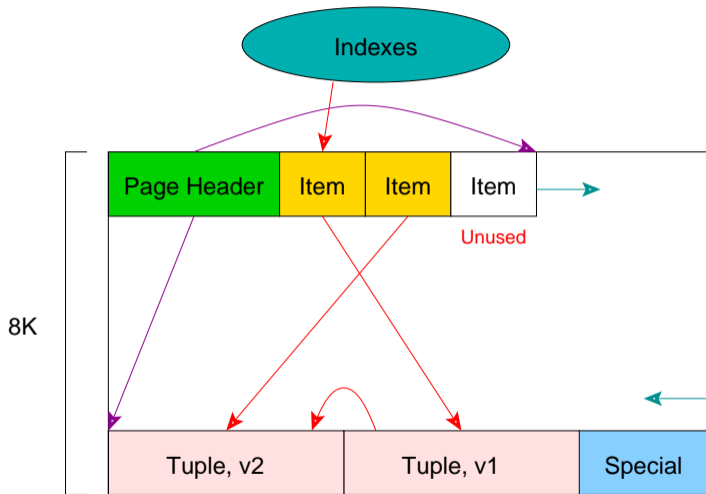 Indexes
Page Header Item Item Item
Unused
8K
Tuple, v2 Tuple, v1 Special